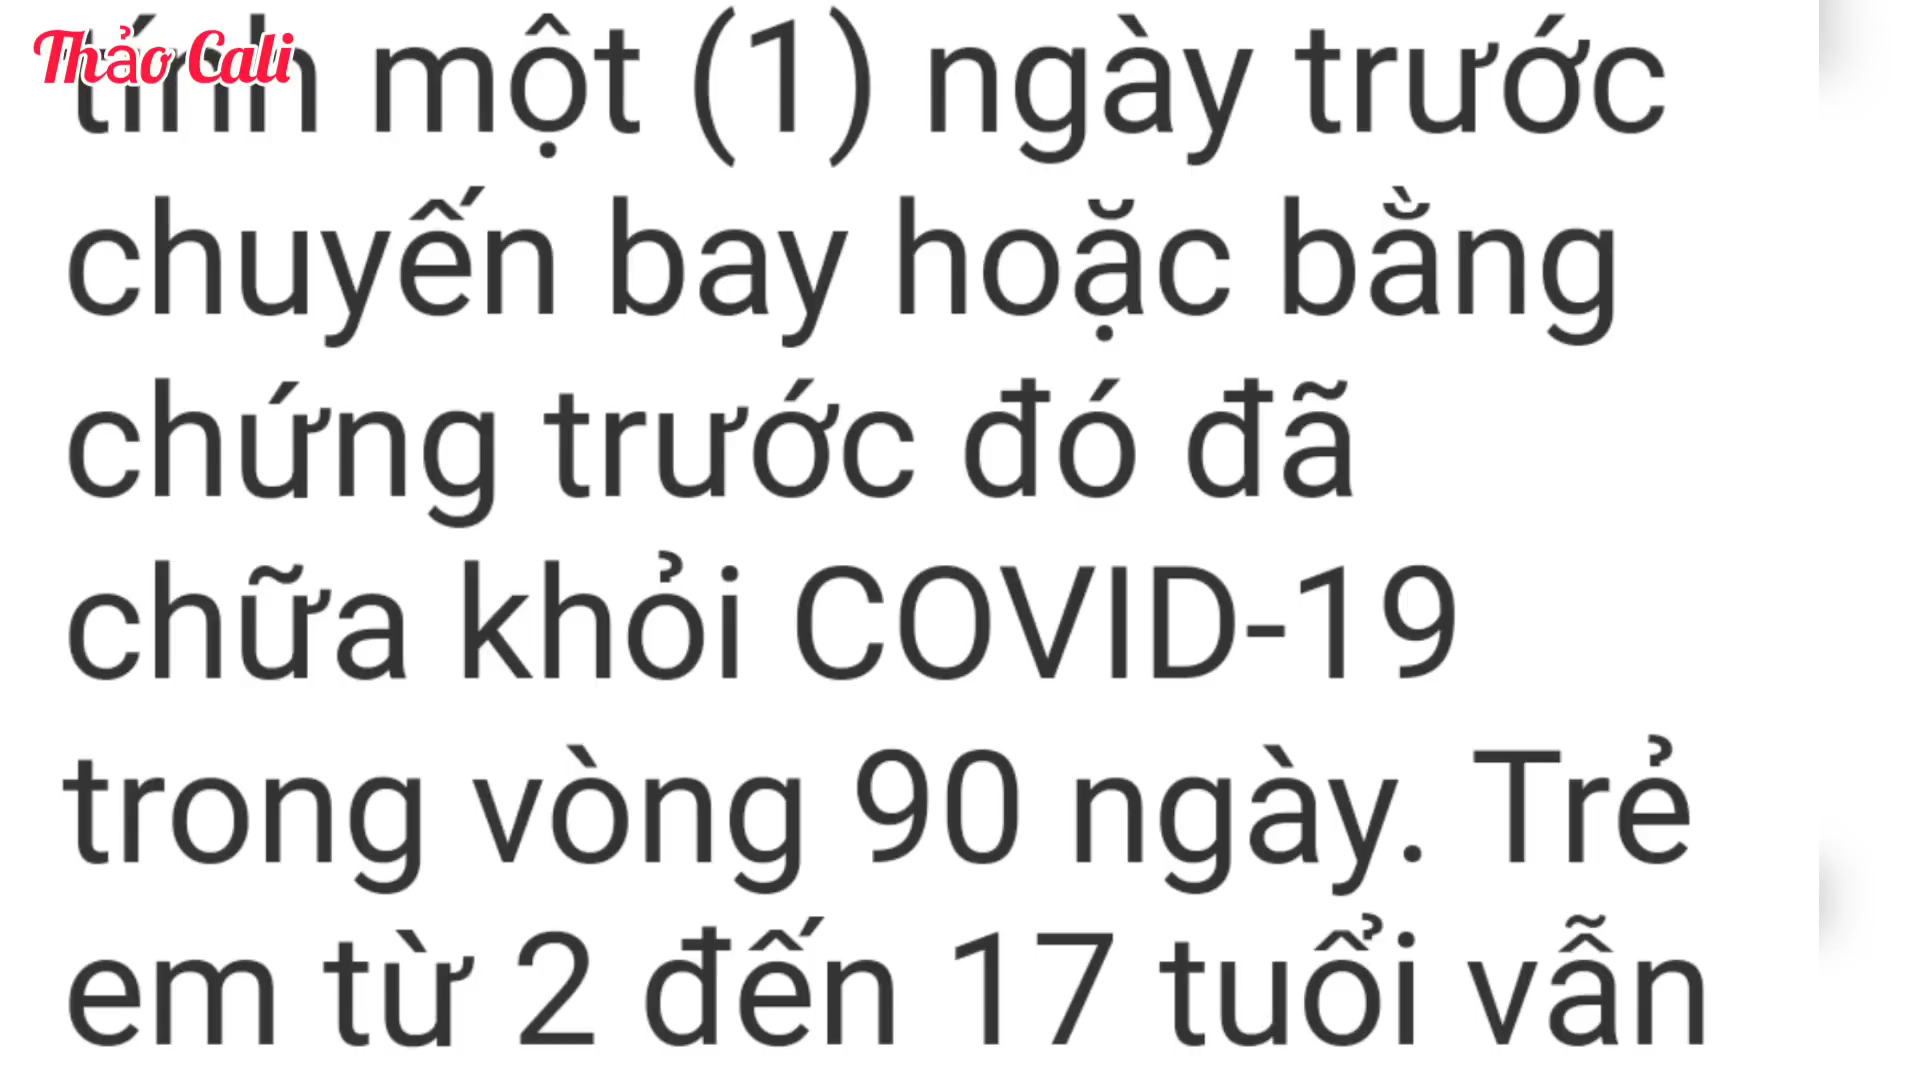 Thảo Cali
tính một (1) ngày trước
chuyến bay hoặc bằng
chứng trước đó đã
chữa khỏi COVID-19
trong vòng 90 ngày. Trẻ
em từ 2 đến 17 tuổi vẫn